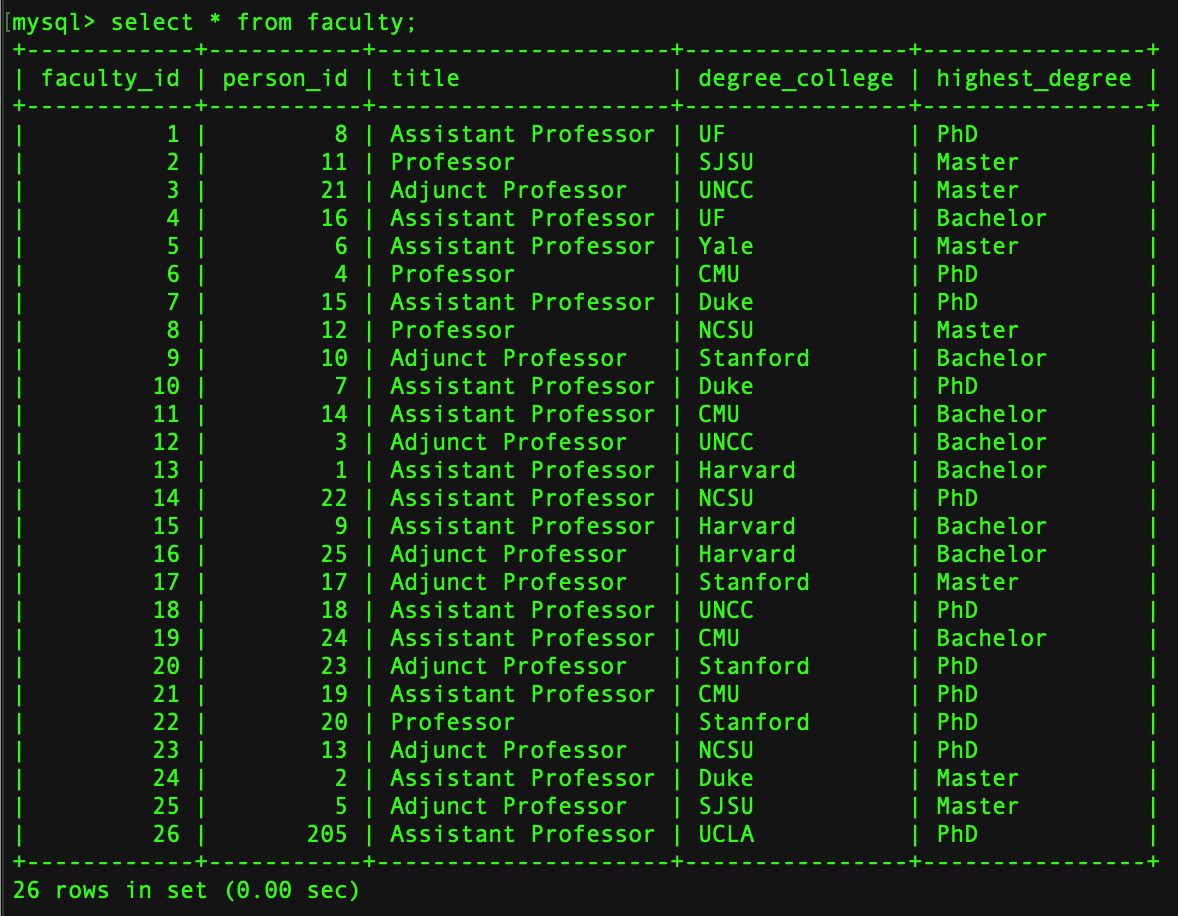 [mysql> select * from faculty;
+------------+-----------+---------------------+----------------+----------------+
| faculty_id | person_id | title               | degree_college | highest_degree |
+------------+-----------+---------------------+----------------+----------------+
|          1 |         8 | Assistant Professor | UF             | PhD            |
|          2 |        11 | Professor           | SJSU           | Master         |
|          3 |        21 | Adjunct Professor   | UNCC           | Master         |
|          4 |        16 | Assistant Professor | UF             | Bachelor       |
|          5 |         6 | Assistant Professor | Yale           | Master         |
|          6 |         4 | Professor           | CMU            | PhD            |
|          7 |        15 | Assistant Professor | Duke           | PhD            |
|          8 |        12 | Professor           | NCSU           | Master         |
|          9 |        10 | Adjunct Professor   | Stanford       | Bachelor       |
|         10 |         7 | Assistant Professor | Duke           | PhD            |
|         11 |        14 | Assistant Professor | CMU            | Bachelor       |
|         12 |         3 | Adjunct Professor   | UNCC           | Bachelor       |
|         13 |         1 | Assistant Professor | Harvard        | Bachelor       |
|         14 |        22 | Assistant Professor | NCSU           | PhD            |
|         15 |         9 | Assistant Professor | Harvard        | Bachelor       |
|         16 |        25 | Adjunct Professor   | Harvard        | Bachelor       |
|         17 |        17 | Adjunct Professor   | Stanford       | Master         |
|         18 |        18 | Assistant Professor | UNCC           | PhD            |
|         19 |        24 | Assistant Professor | CMU            | Bachelor       |
|         20 |        23 | Adjunct Professor   | Stanford       | PhD            |
|         21 |        19 | Assistant Professor | CMU            | PhD            |
|         22 |        20 | Professor           | Stanford       | PhD            |
|         23 |        13 | Adjunct Professor   | NCSU           | PhD            |
|         24 |         2 | Assistant Professor | Duke           | Master         |
|         25 |         5 | Adjunct Professor   | SJSU           | Master         |
|         26 |       205 | Assistant Professor | UCLA           | PhD            |
+------------+-----------+---------------------+----------------+----------------+
26 rows in set (0.00 sec)